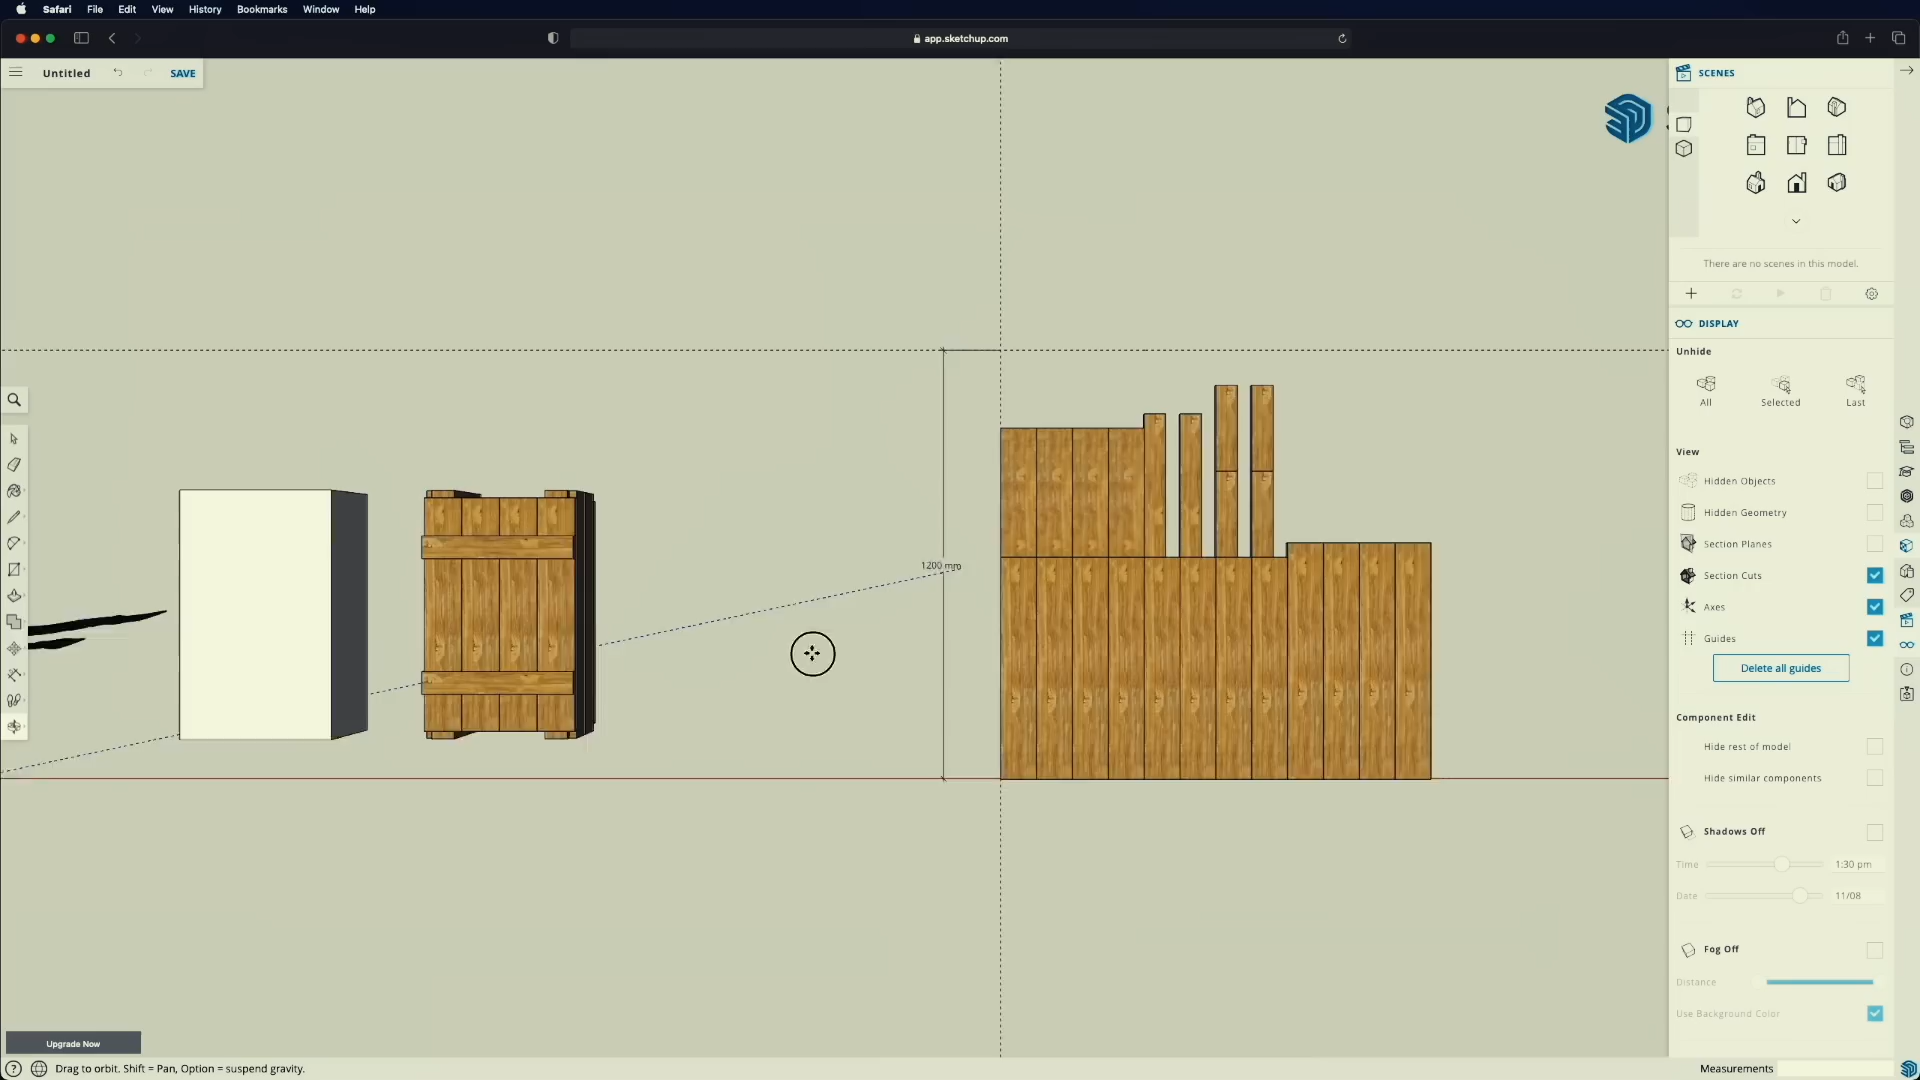 Safari File Edit View History Bookmarks Window Help
app.sketchup.com
Untitled SAVE
SCENES
There are no scenes in this model.
DISPLAY
Unhide
All Selected Last
View
Hidden Objects
Hidden Geometry
Section Planes
Section Cuts
Axes
Guides
Delete all guides
Component Edit
Hide rest of model
Hide similar components
Shadows Off
Time 1:30 pm
Date 11/08
Fog Off
Distance
Use Background Color
1200 mm
Upgrade Now
Drag to orbit. Shift = Pan, Option = suspend gravity.
Measurements